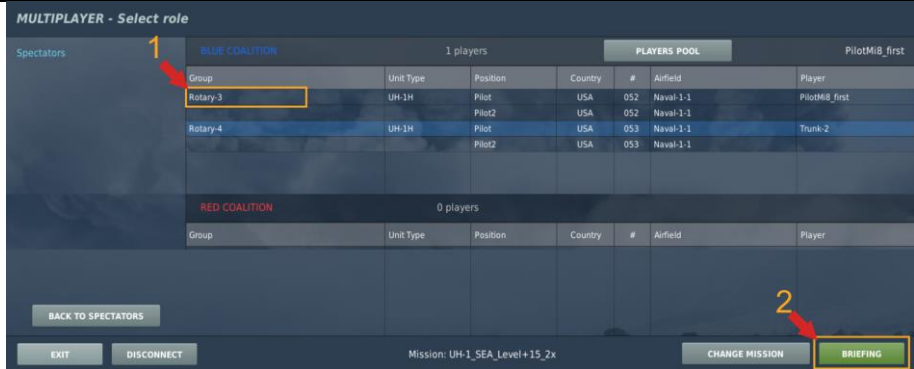 MULTIPLAYER - Select role
1
Spectators
BLUE COALITION 1 players PLAYERS POOL PilotMi8_first
Group Unit Type Position Country # Airfield Player
Rotary-3 UH-1H Pilot USA 052 Naval-1-1 PilotMi8_first
Pilot2 USA 052 Naval-1-1
Rotary-4 UH-1H Pilot USA 053 Naval-1-1 Trunk-2
Pilot2 USA 053 Naval-1-1
RED COALITION 0 players
Group Unit Type Position Country # Airfield Player
2
BACK TO SPECTATORS
EXIT DISCONNECT Mission: UH-1_SEA_Level+15_2x CHANGE MISSION BRIEFING